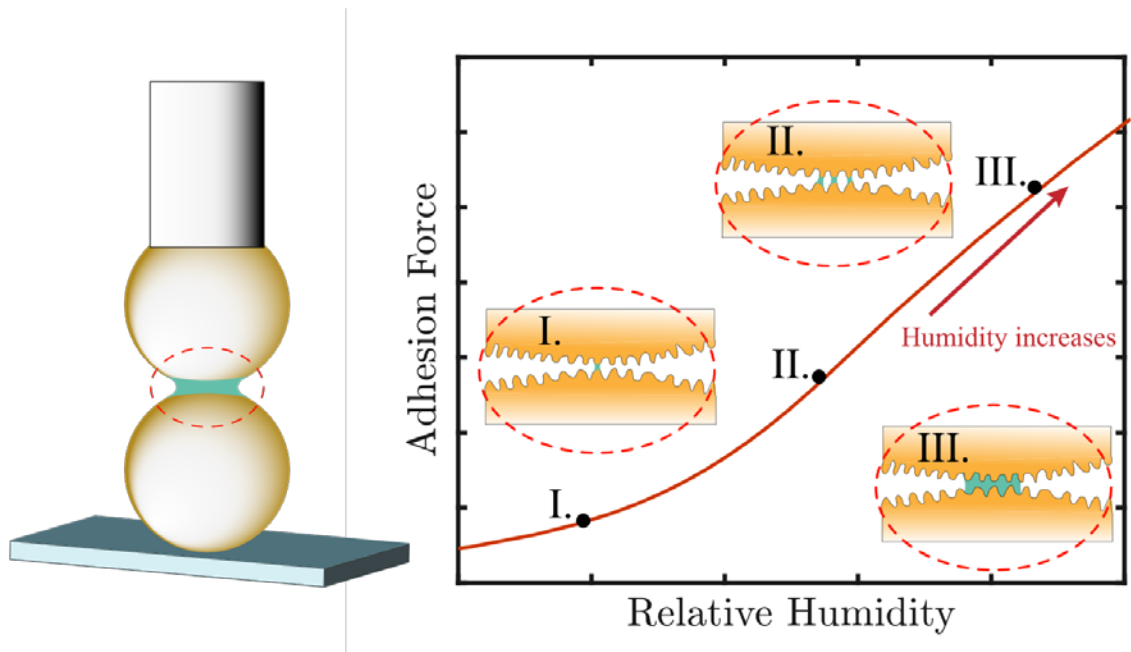 Adhesion Force
II.
III.
I.
Humidity increases
II.
III.
I.
Relative Humidity